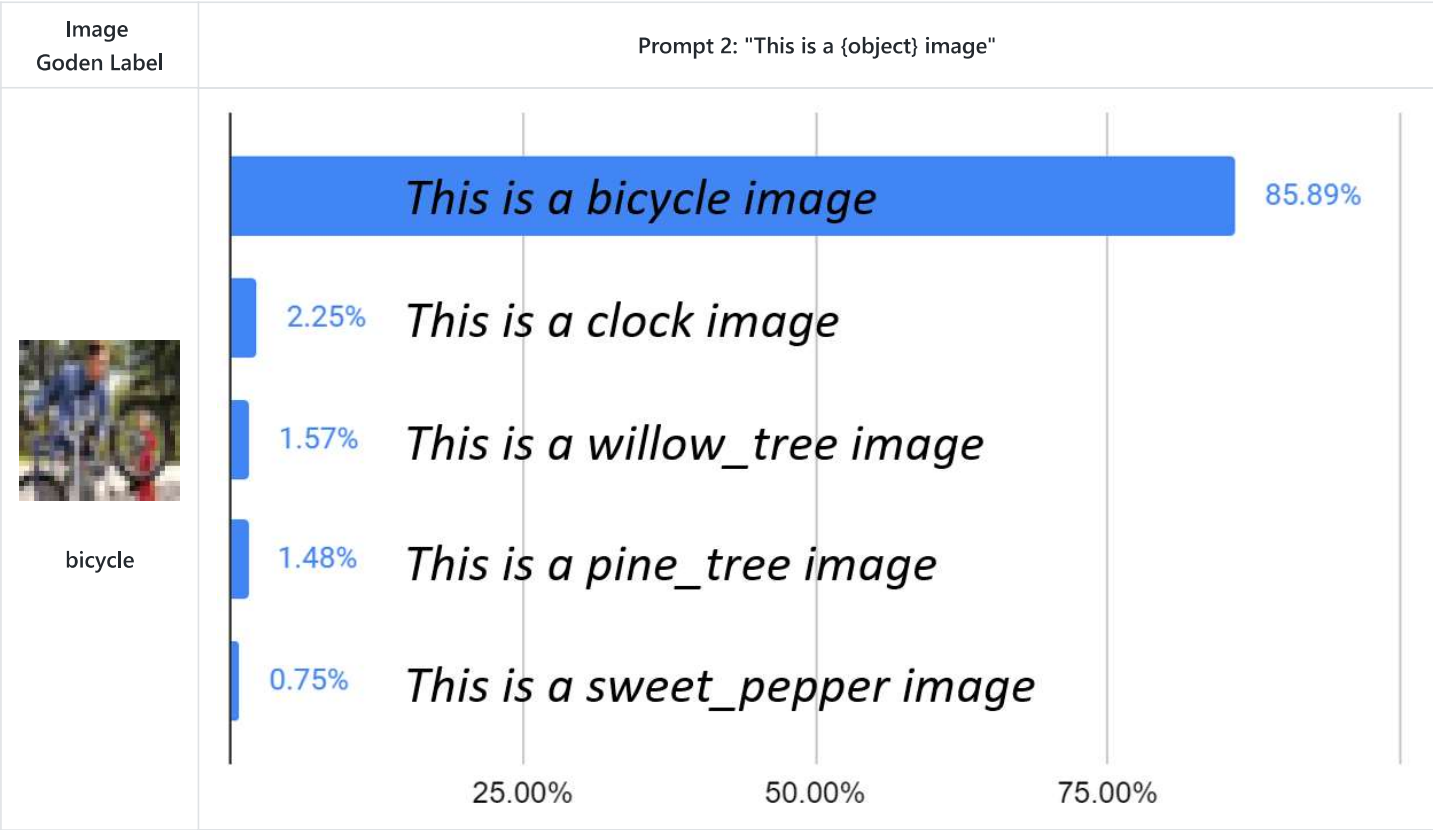 Image
Goden Label
Prompt 2: "This is a {object} image"
This is a bicycle image
85.89%
2.25%
This is a clock image
1.57%
This is a willow_tree image
1.48%
This is a pine_tree image
0.75%
This is a sweet_pepper image
bicycle
25.00%
50.00%
75.00%